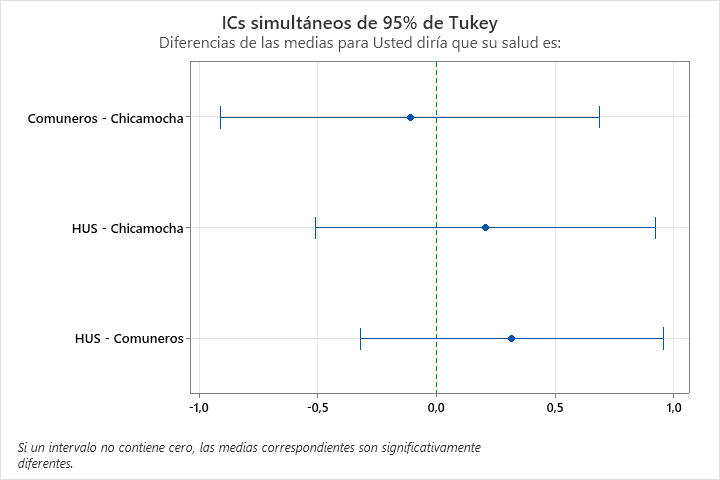 ICs simultáneos de 95% de Tukey
Diferencias de las medias para Usted diría que su salud es:
Comuneros - Chicamocha
HUS - Chicamocha
HUS - Comuneros
-1,0 -0,5 0,0 0,5 1,0
Si un intervalo no contiene cero, las medias correspondientes son significativamente
diferentes.